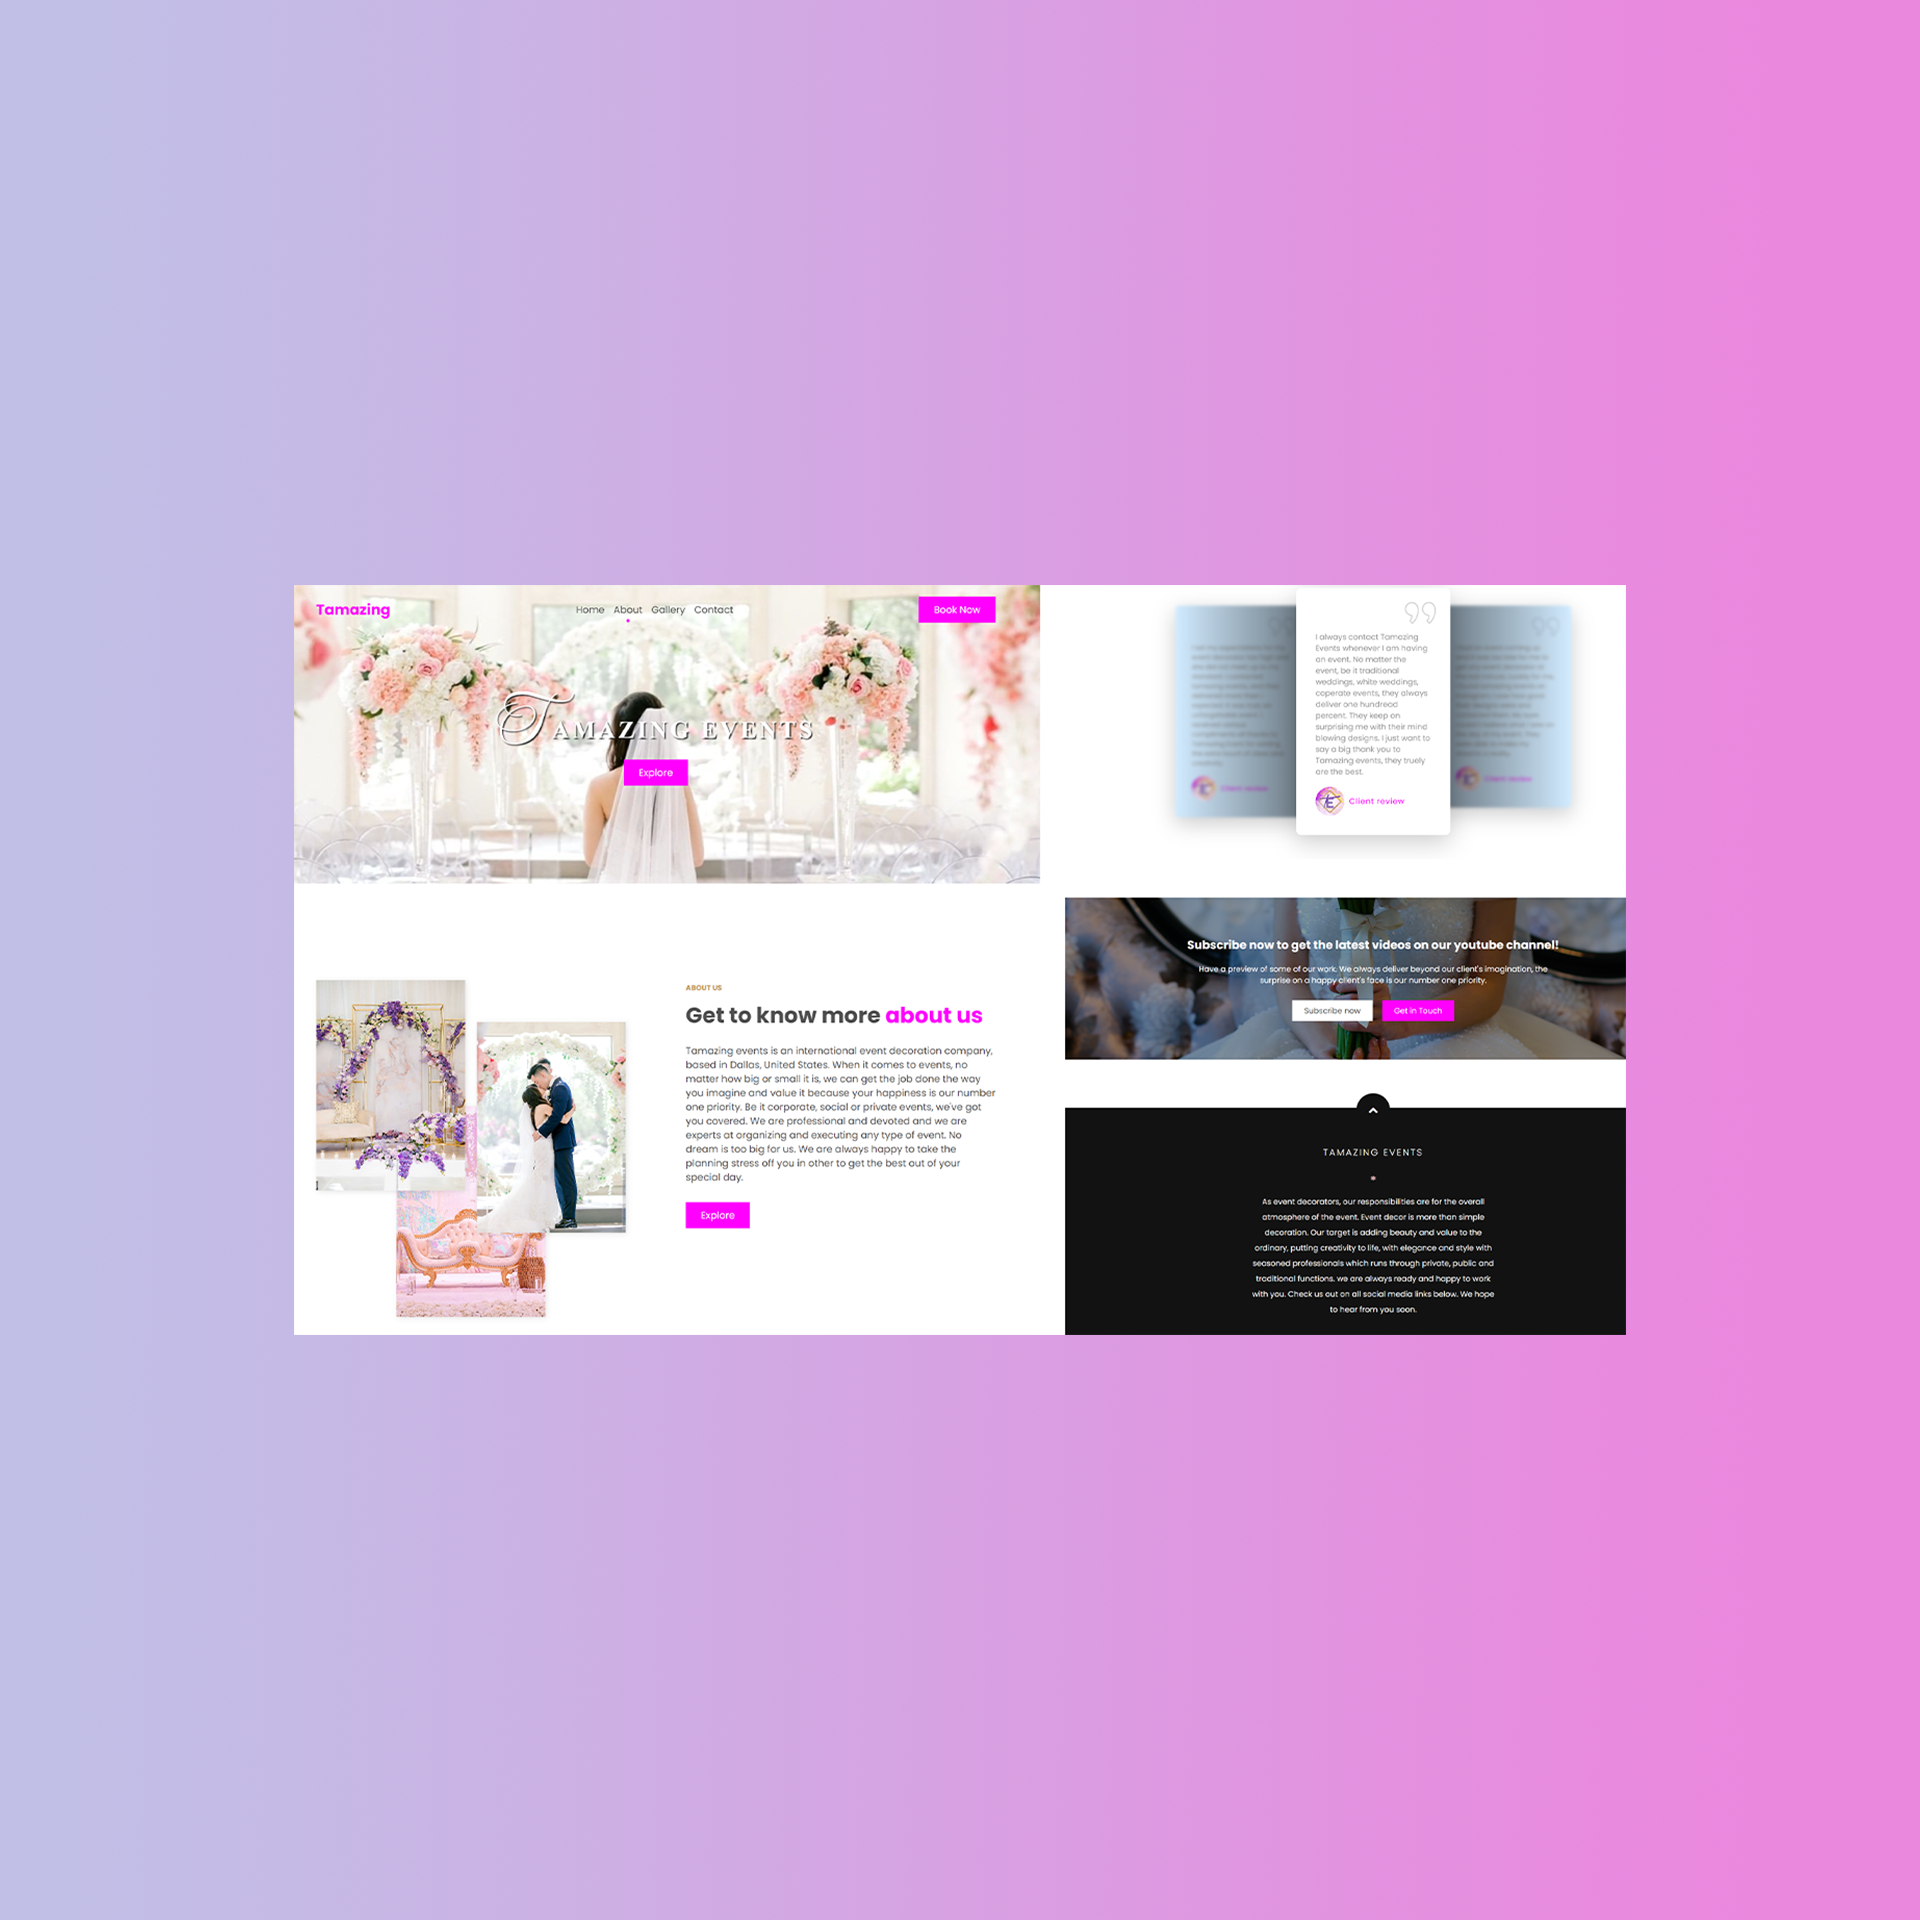 Tamazing
Home About Gallery Contact
Book Now
TAMAZING EVENTS
Explore
ABOUT US
Get to know more about us
Tamazing events is an international event decoration company,
based in Dallas, United States. When it comes to events, no
matter how big or small it is, we can get the job done the way
you imagine and value it because your happiness is our number
one priority. Be it corporate, social or private events, we've got
you covered. We are professional and devoted and we are
experts at organizing and executing any type of event. No
dream is too big for us. We are always happy to take the
planning stress off you in other to get the best out of your
special day.
Explore
I always contact Tamazing
Events whenever I am having
an event. No matter the
event, be it traditional
weddings, white weddings,
coperate events, they always
deliver one hundreod
percent. They keep on
surprising me with their mind
blowing designs. I just want to
say a big thank you to
Tamazing events, they truely
are the best.
Client review
Client review
Client review
Subscribe now to get the latest videos on our youtube channel!
Have a preview of some of our work. We always deliver beyond our client's imagination, the
surprise on a happy client's face is our number one priority.
Subscribe now
Get in Touch
TAMAZING EVENTS
As event decorators, our responsibilities are for the overall
atmosphere of the event. Event decor is more than simple
decoration. Our target is adding beauty and value to the
ordinary, putting creativity to life, with elegance and style with
seasoned professionals which runs through private, public and
traditional functions. we are always ready and happy to work
with you. Check us out on all social media links below. We hope
to hear from you soon.